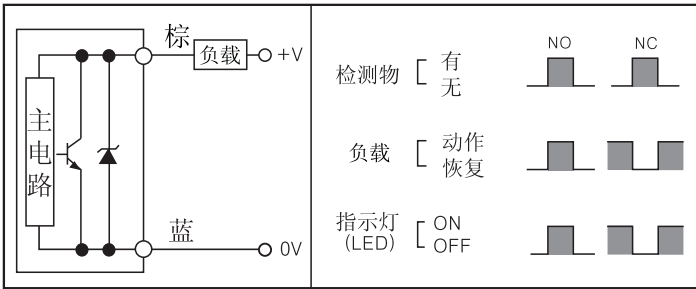 棕
负载
+V
主电路
蓝
0V
NO
NC
检测物
有
无
负载
动作
恢复
指示灯
(LED)
ON
OFF